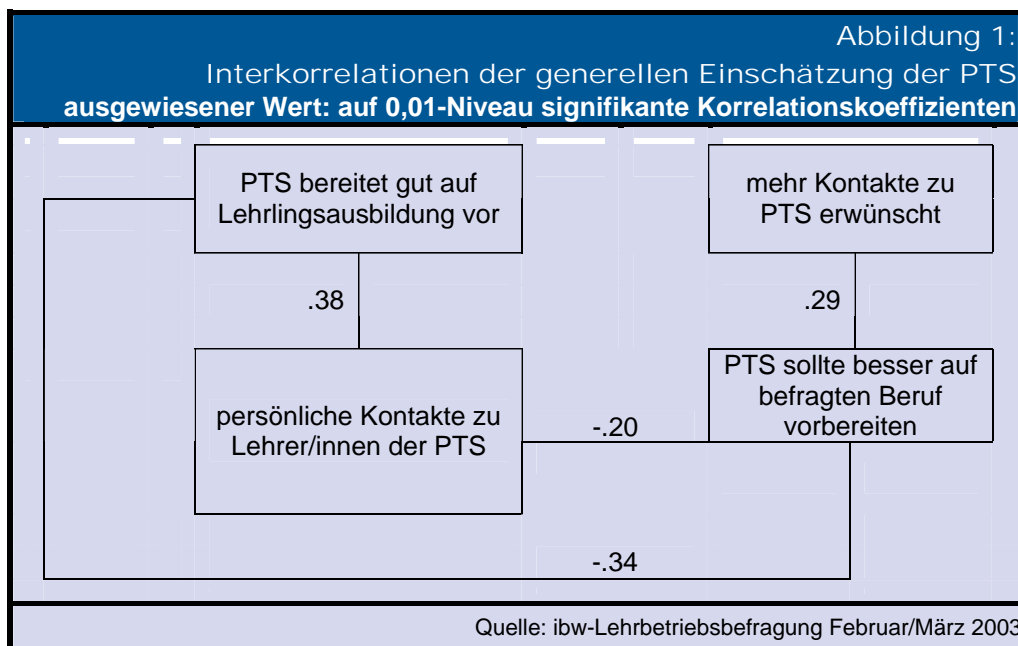 Abbildung 1:
Interkorrelationen der generellen Einschätzung der PTS
ausgewiesener Wert: auf 0,01-Niveau signifikante Korrelationskoeffizienten
PTS bereitet gut auf
Lehrlingsausbildung vor
mehr Kontakte zu
PTS erwünscht
.38
.29
persönliche Kontakte zu
Lehrer/innen der PTS
-.20
PTS sollte besser auf
befragten Beruf
vorbereiten
-.34
Quelle: ibw-Lehrbetriebsbefragung Februar/März 2003